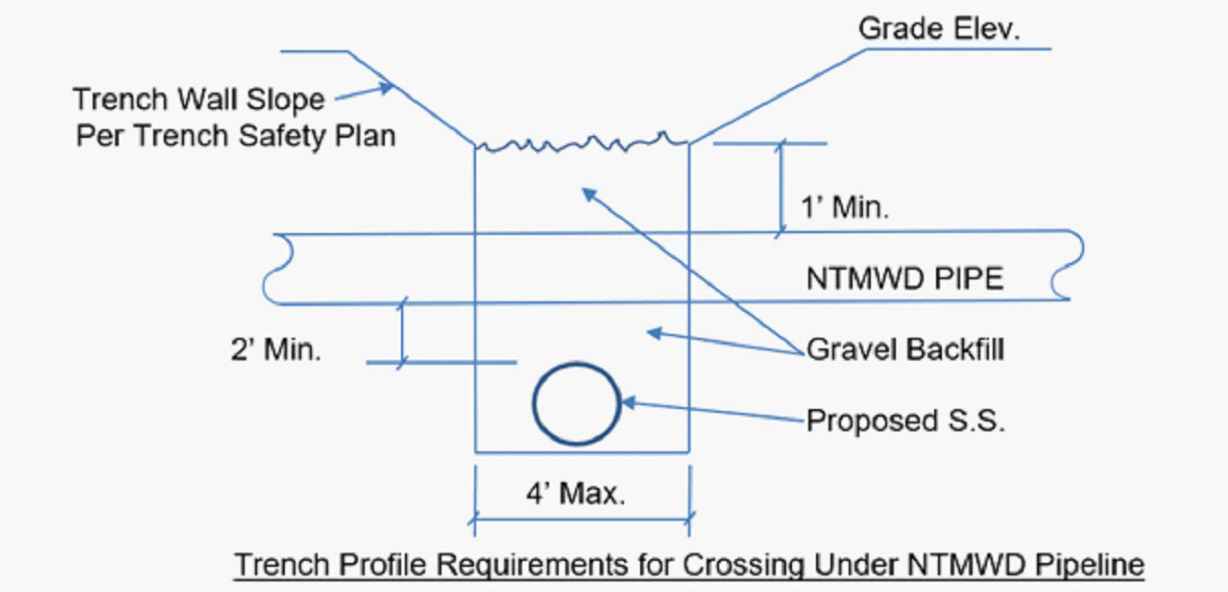 Grade Elev.
Trench Wall Slope
Per Trench Safety Plan
1’ Min.
NTMWD PIPE
2’ Min.
Gravel Backfill
Proposed S.S.
4’ Max.
Trench Profile Requirements for Crossing Under NTMWD Pipeline